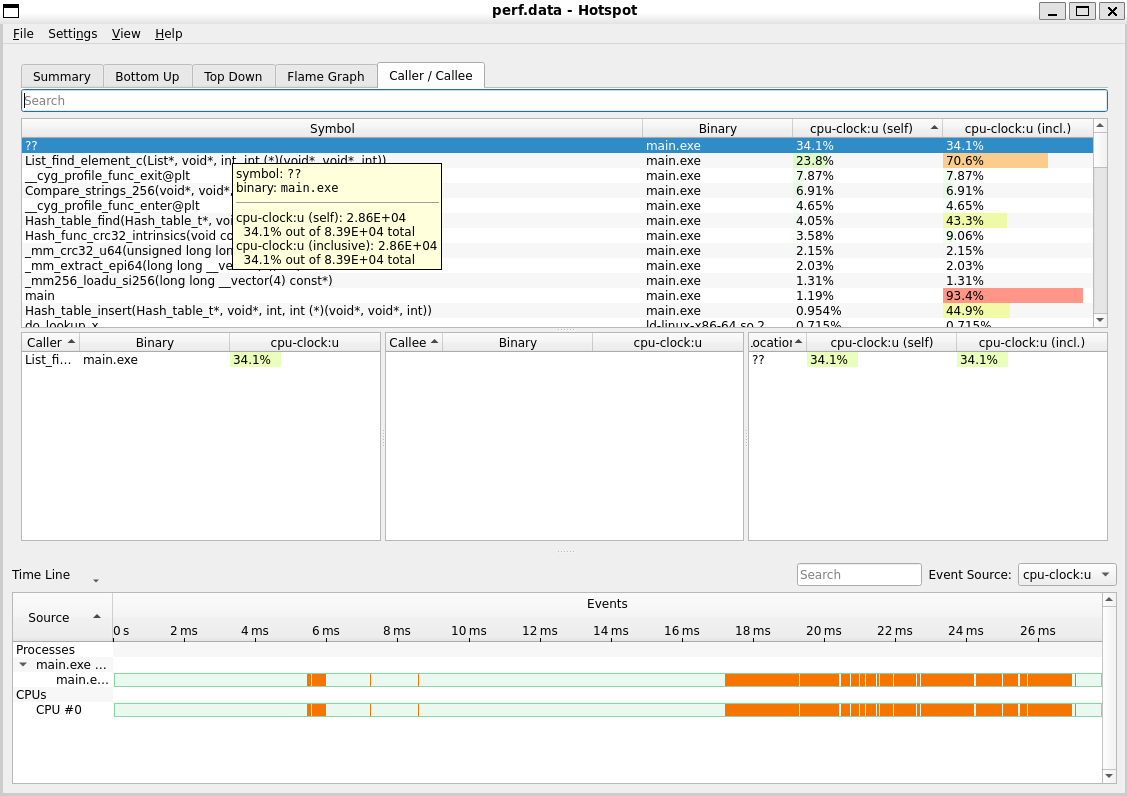 perf.data - Hotspot
File Settings View Help
Summary Bottom Up Top Down Flame Graph Caller / Callee
Search
Symbol Binary cpu-clock:u (self) cpu-clock:u (incl.)
?? main.exe 34.1% 34.1%
List_find_element_c(List*, void*, int, int (*)(void*, void*, int)) main.exe 23.8% 70.6%
__cyg_profile_func_exit@plt main.exe 7.87% 7.87%
Compare_strings_256(void*, void*, main.exe 6.91% 6.91%
__cyg_profile_func_enter@plt main.exe 4.65% 4.65%
Hash_table_find(Hash_table_t*, voi main.exe 4.05% 43.3%
Hash_func_crc32_intrinsics(void co main.exe 3.58% 9.06%
_mm_crc32_u64(unsigned long lon main.exe 2.15% 2.15%
_mm_extract_epi64(long long __ve main.exe 2.03% 2.03%
_mm256_loadu_si256(long long __vector(4) const*) main.exe 1.31% 1.31%
main main.exe 1.19% 93.4%
Hash_table_insert(Hash_table_t*, void*, int, int (*)(void*, void*, int)) main.exe 0.954% 44.9%
do_lookup_x ld-linux-x86-64.so.2 0.715% 0.715%
symbol: ??
binary: main.exe
cpu-clock:u (self): 2.86E+04
34.1% out of 8.39E+04 total
cpu-clock:u (inclusive): 2.86E+04
34.1% out of 8.39E+04 total
Caller Binary cpu-clock:u
List_fi... main.exe 34.1%
Callee Binary cpu-clock:u
.ocation cpu-clock:u (self) cpu-clock:u (incl.)
?? 34.1% 34.1%
Time Line Search Event Source: cpu-clock:u
Source Events
0 s 2 ms 4 ms 6 ms 8 ms 10 ms 12 ms 14 ms 16 ms 18 ms 20 ms 22 ms 24 ms 26 ms
Processes
main.exe ...
main.e...
CPUs
CPU #0